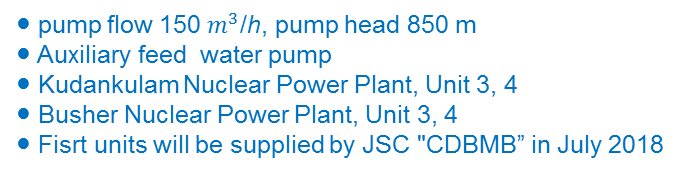 ● pump flow 150 m³/h, pump head 850 m
● Auxiliary feed water pump
● Kudankulam Nuclear Power Plant, Unit 3, 4
● Busher Nuclear Power Plant, Unit 3, 4
● Fisrt units will be supplied by JSC "CDBMB” in July 2018